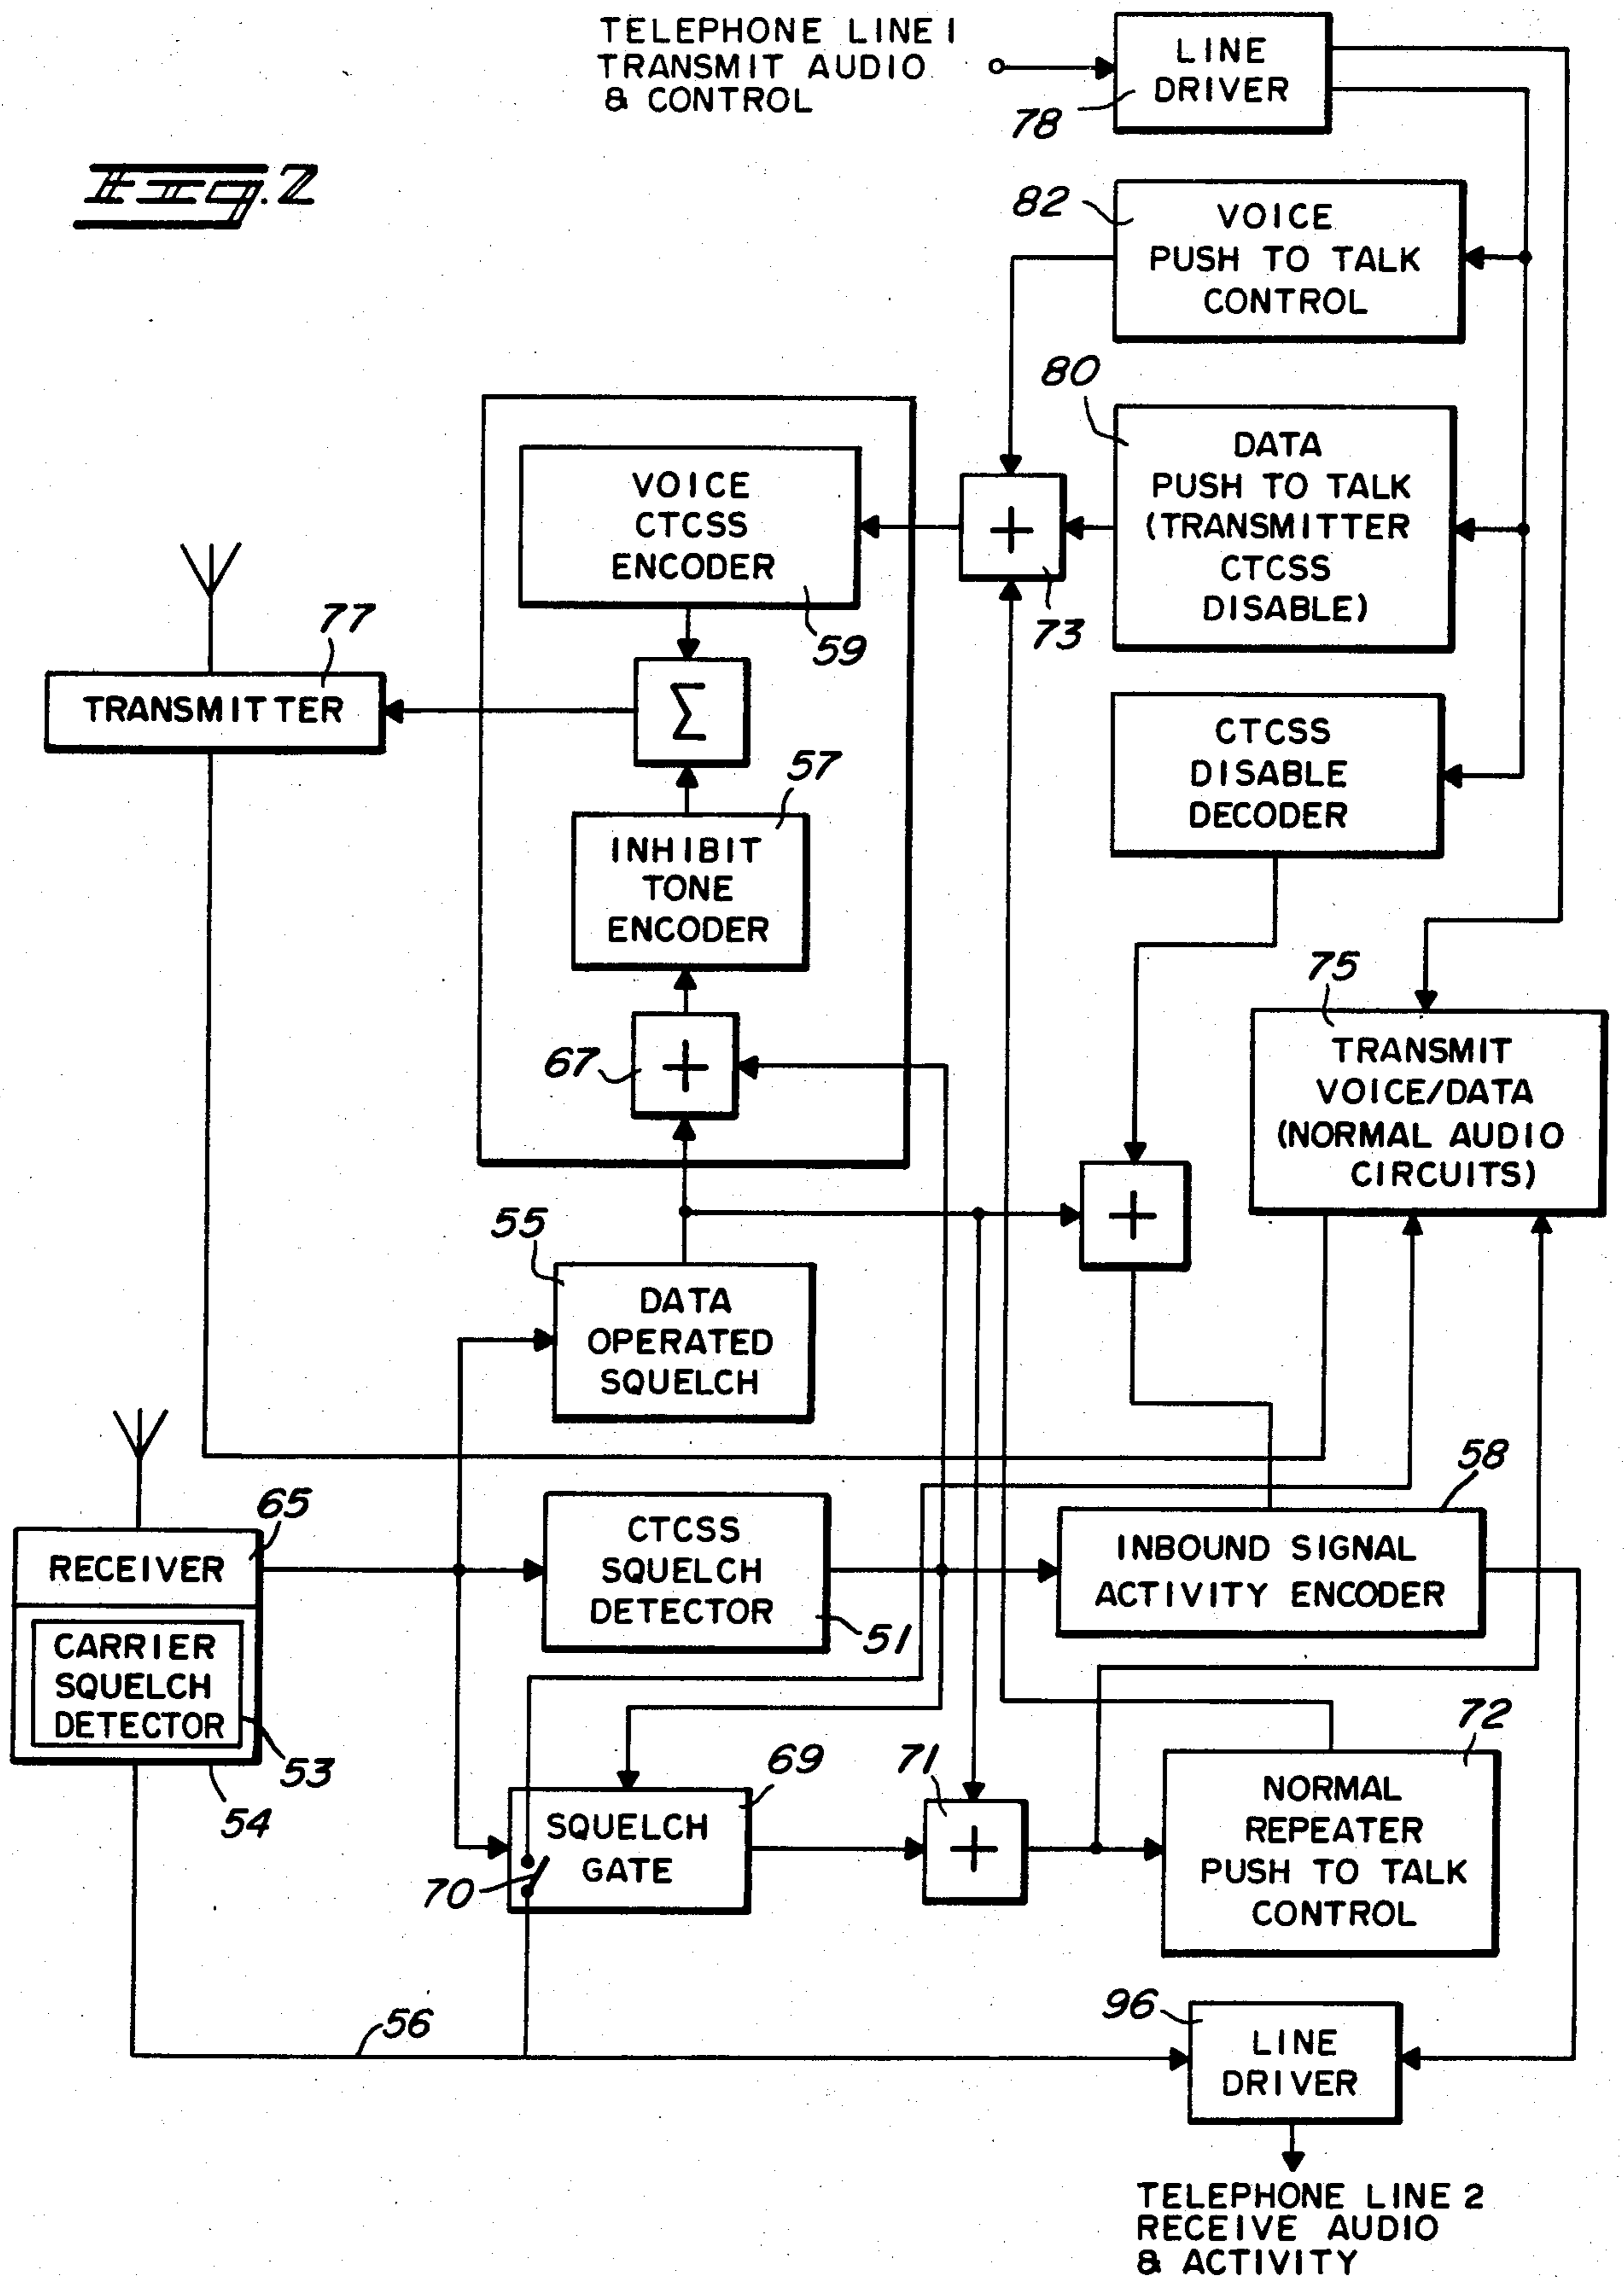 TELEPHONE LINE 1
TRANSMIT AUDIO
& CONTROL
LINE
DRIVER
78
Fig. 2
82
VOICE
PUSH TO TALK
CONTROL
80
DATA
PUSH TO TALK
(TRANSMITTER
CTCSS
DISABLE)
VOICE
CTCSS
ENCODER
59
+
73
77
TRANSMITTER
Σ
CTCSS
DISABLE
DECODER
57
INHIBIT
TONE
ENCODER
75
TRANSMIT
VOICE/DATA
(NORMAL AUDIO
CIRCUITS)
67
+
+
55
DATA
OPERATED
SQUELCH
58
65
RECEIVER
CTCSS
SQUELCH
DETECTOR
51
INBOUND SIGNAL
ACTIVITY ENCODER
CARRIER
SQUELCH
DETECTOR
53
54
69
SQUELCH
GATE
70
71
+
72
NORMAL
REPEATER
PUSH TO TALK
CONTROL
56
96
LINE
DRIVER
TELEPHONE LINE 2
RECEIVE AUDIO
& ACTIVITY